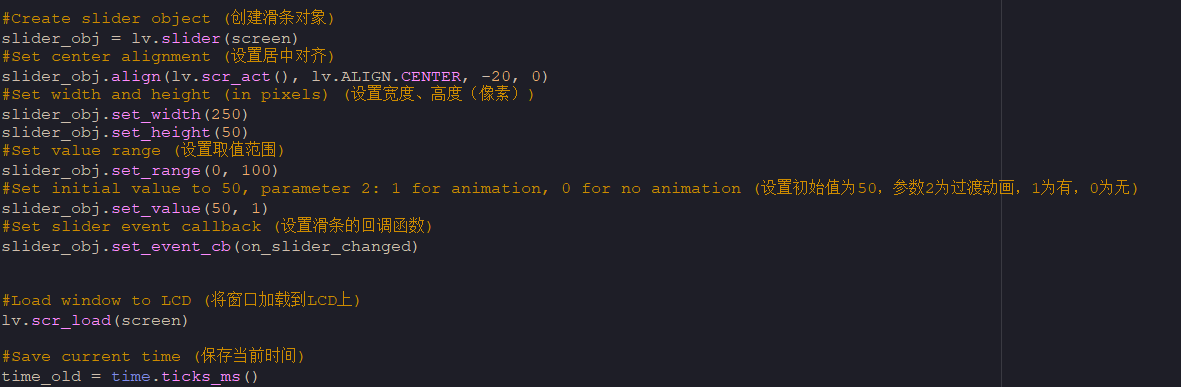 #Create slider object (创建滑条对象)
slider_obj = lv.slider(screen)
#Set center alignment (设置居中对齐)
slider_obj.align(lv.scr_act(), lv.ALIGN.CENTER, -20, 0)
#Set width and height (in pixels) (设置宽度、高度（像素）)
slider_obj.set_width(250)
slider_obj.set_height(50)
#Set value range (设置取值范围)
slider_obj.set_range(0, 100)
#Set initial value to 50, parameter 2: 1 for animation, 0 for no animation (设置初始值为50，参数2为过渡动画，1为有，0为无)
slider_obj.set_value(50, 1)
#Set slider event callback (设置滑条的回调函数)
slider_obj.set_event_cb(on_slider_changed)
#Load window to LCD (将窗口加载到LCD上)
lv.scr_load(screen)
#Save current time (保存当前时间)
time_old = time.ticks_ms()